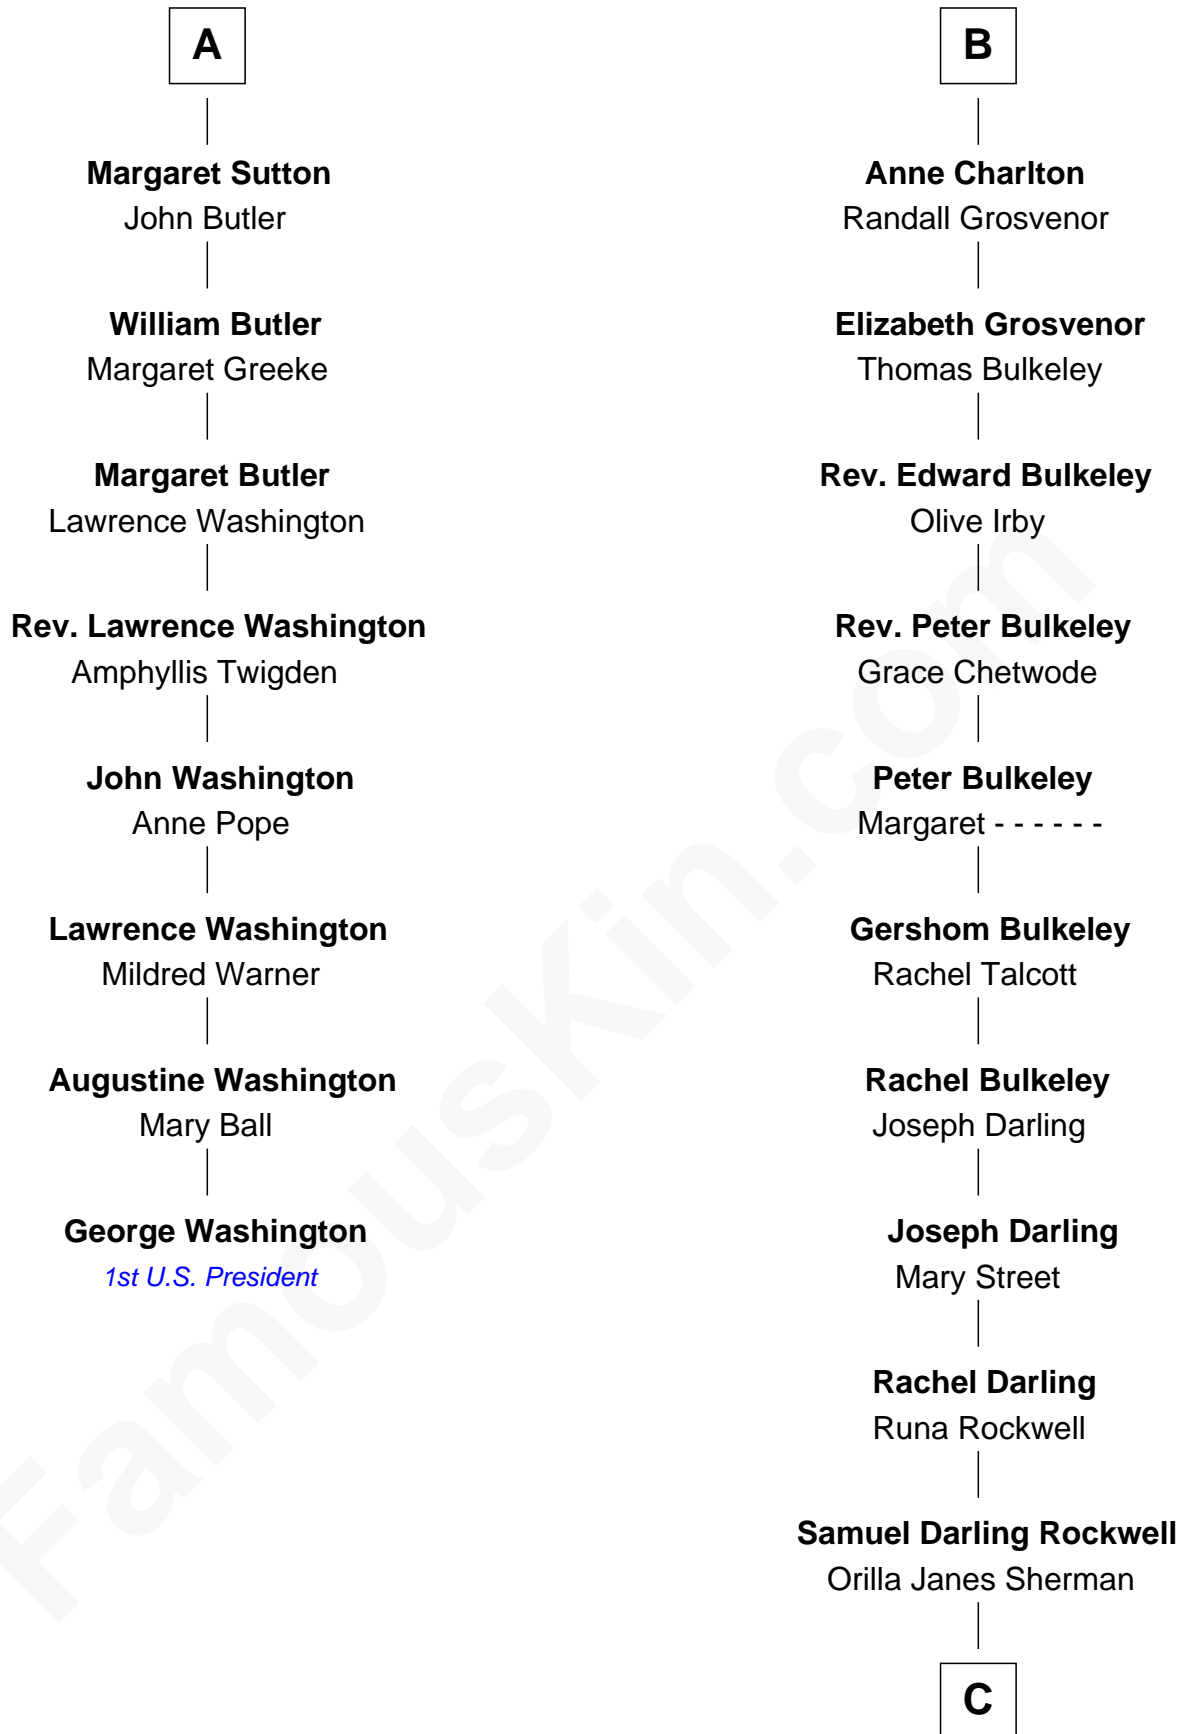 A
Margaret Sutton
John Butler
William Butler
Margaret Greeke
Margaret Butler
Lawrence Washington
Rev. Lawrence Washington
Amphyllis Twigden
John Washington
Anne Pope
Lawrence Washington
Mildred Warner
Augustine Washington
Mary Ball
George Washington
1st U.S. President
B
Anne Charlton
Randall Grosvenor
Elizabeth Grosvenor
Thomas Bulkeley
Rev. Edward Bulkeley
Olive Irby
Rev. Peter Bulkeley
Grace Chetwode
Peter Bulkeley
Margaret - - - - - -
Gershom Bulkeley
Rachel Talcott
Rachel Bulkeley
Joseph Darling
Joseph Darling
Mary Street
Rachel Darling
Runa Rockwell
Samuel Darling Rockwell
Orilla Janes Sherman
C
FamousKin.com